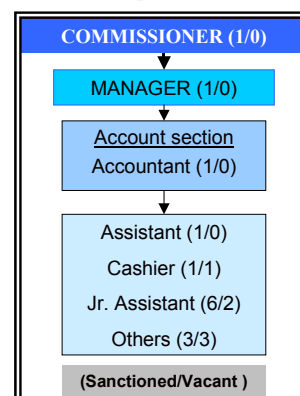 COMMISSIONER (1/0)
MANAGER (1/0)
Account section
Accountant (1/0)
Assistant (1/0)
Cashier (1/1)
Jr. Assistant (6/2)
Others (3/3)
(Sanctioned/Vacant )